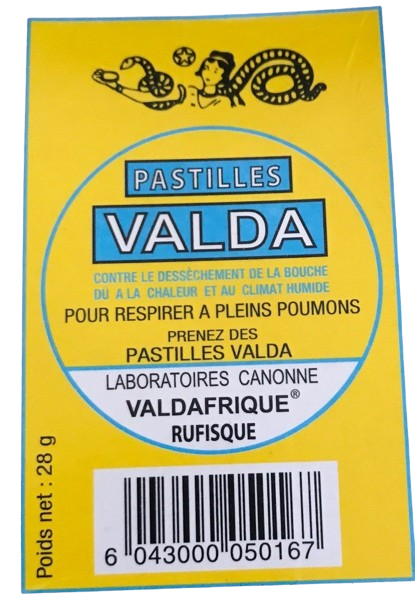 PASTILLES
VALDA
CONTRE LE DESSÈCHEMENT DE LA BOUCHE
DU A LA CHALEUR ET AU CLIMAT HUMIDE
POUR RESPIRER A PLEINS POUMONS
PRENEZ DES
PASTILLES VALDA
LABORATOIRES CANONNE
VALDAFRIQUE®
RUFISQUE
Poids net : 28 g
6 043000 050167